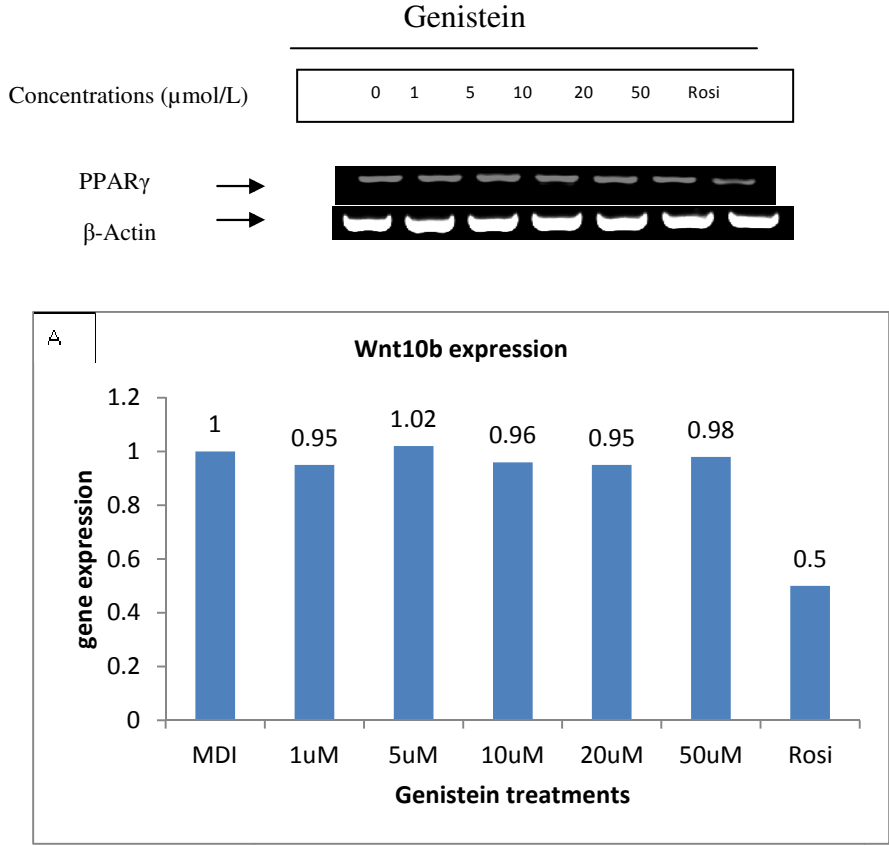 Genistein
Concentrations (µmol/L)
0 1 5 10 20 50 Rosi
PPARγ
β-Actin
A
Wnt10b expression
gene expression
1.2
1
0.8
0.6
0.4
0.2
0
1 0.95 1.02 0.96 0.95 0.98 0.5
MDI 1uM 5uM 10uM 20uM 50uM Rosi
Genistein treatments